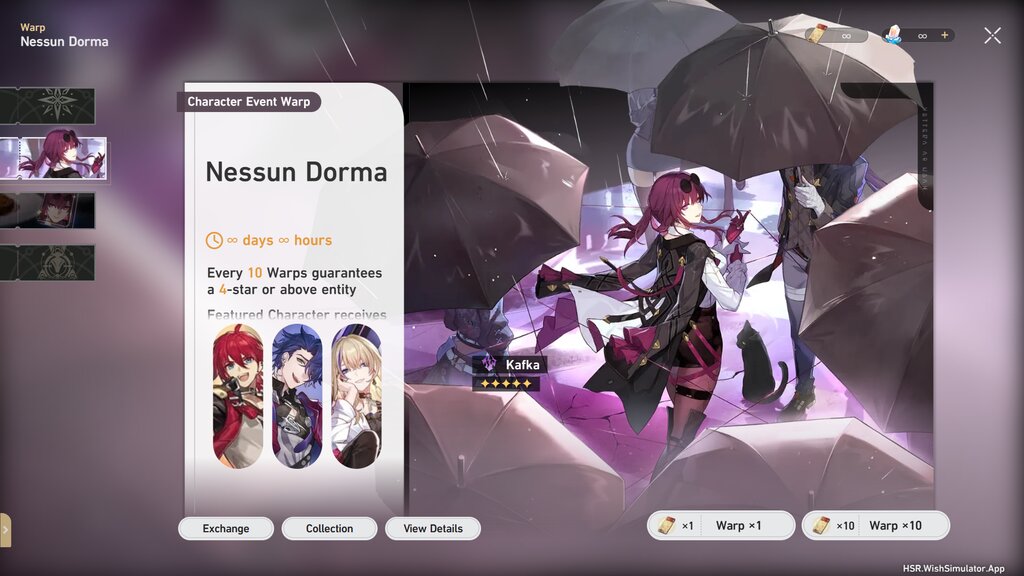 Warp
Nessun Dorma
∞
∞ +
Character Event Warp
Nessun Dorma
∞ days ∞ hours
Every 10 Warps guarantees
a 4-star or above entity
Featured Character receives
Kafka
Exchange
Collection
View Details
×1 Warp ×1
×10 Warp ×10
HSR.WishSimulator.App